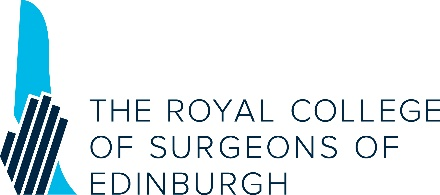 THE ROYAL COLLEGE
OF SURGEONS OF
EDINBURGH